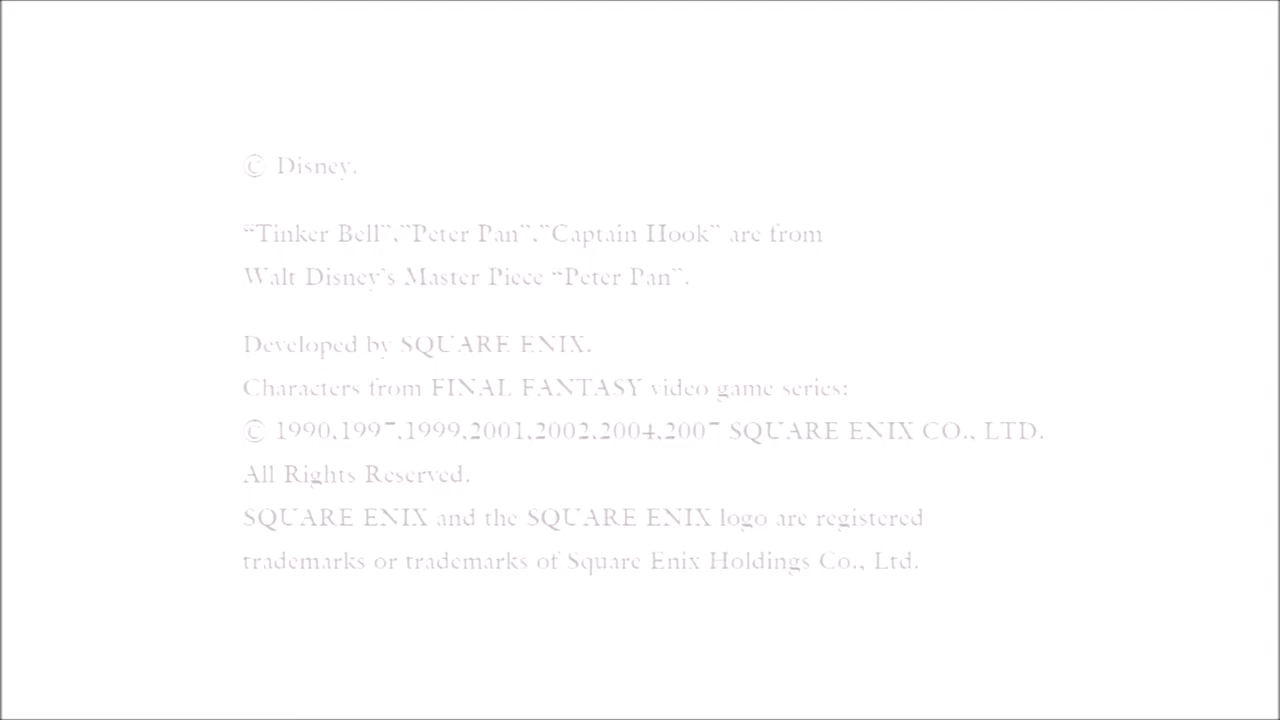 © Disney.
“Tinker Bell”,”Peter Pan”,”Captain Hook” are from
Walt Disney’s Master Piece “Peter Pan”.
Developed by SQUARE ENIX.
Characters from FINAL FANTASY video game series:
© 1990,1997,1999,2001,2002,2004,2007 SQUARE ENIX CO., LTD.
All Rights Reserved.
SQUARE ENIX and the SQUARE ENIX logo are registered
trademarks or trademarks of Square Enix Holdings Co., Ltd.